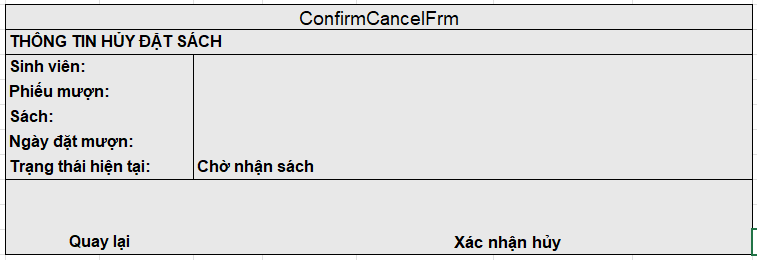 ConfirmCancelFrm
THÔNG TIN HỦY ĐẶT SÁCH
Sinh viên:
Phiếu mượn:
Sách:
Ngày đặt mượn:
Trạng thái hiện tại: Chờ nhận sách
Quay lại Xác nhận hủy